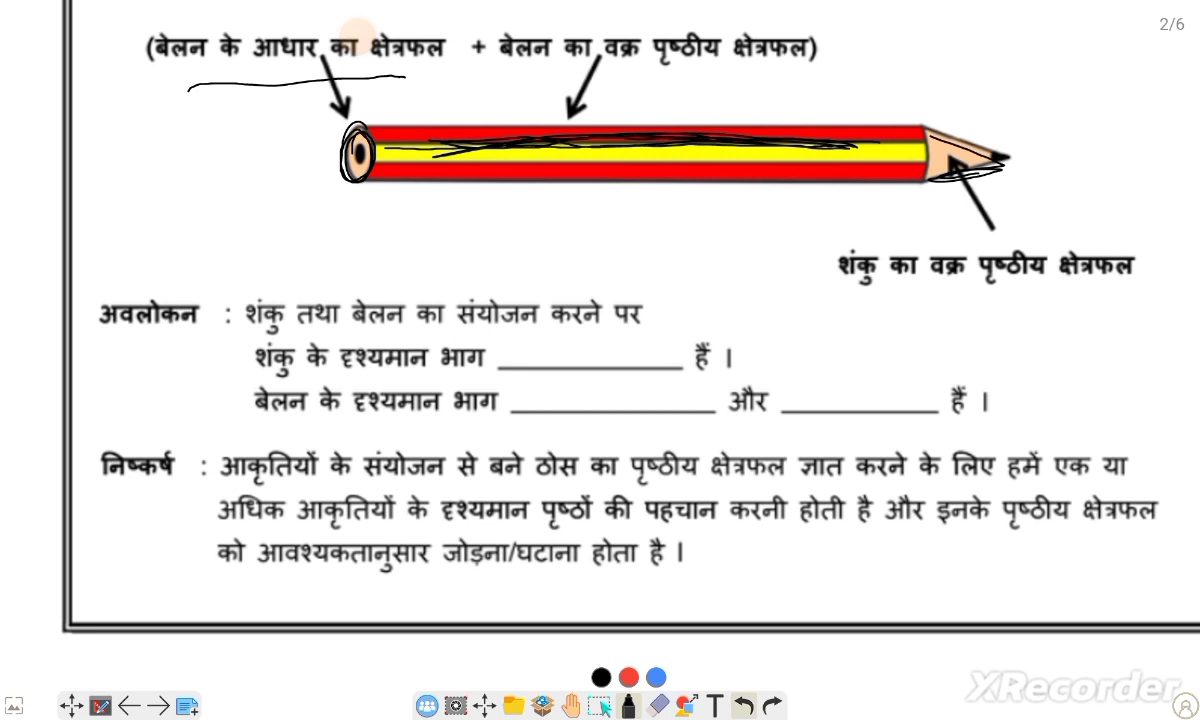 2/6
(बेलन के आधार का क्षेत्रफल + बेलन का वक्र पृष्ठीय क्षेत्रफल)
शंकु का वक्र पृष्ठीय क्षेत्रफल
अवलोकन : शंकु तथा बेलन का संयोजन करने पर
शंकु के दृश्यमान भाग _____________ हैं ।
बेलन के दृश्यमान भाग ______________ और ___________ हैं ।
निष्कर्ष : आकृतियों के संयोजन से बने ठोस का पृष्ठीय क्षेत्रफल ज्ञात करने के लिए हमें एक या
अधिक आकृतियों के दृश्यमान पृष्ठों की पहचान करनी होती है और इनके पृष्ठीय क्षेत्रफल
को आवश्यकतानुसार जोड़ना/घटाना होता है ।
XRecorder
T